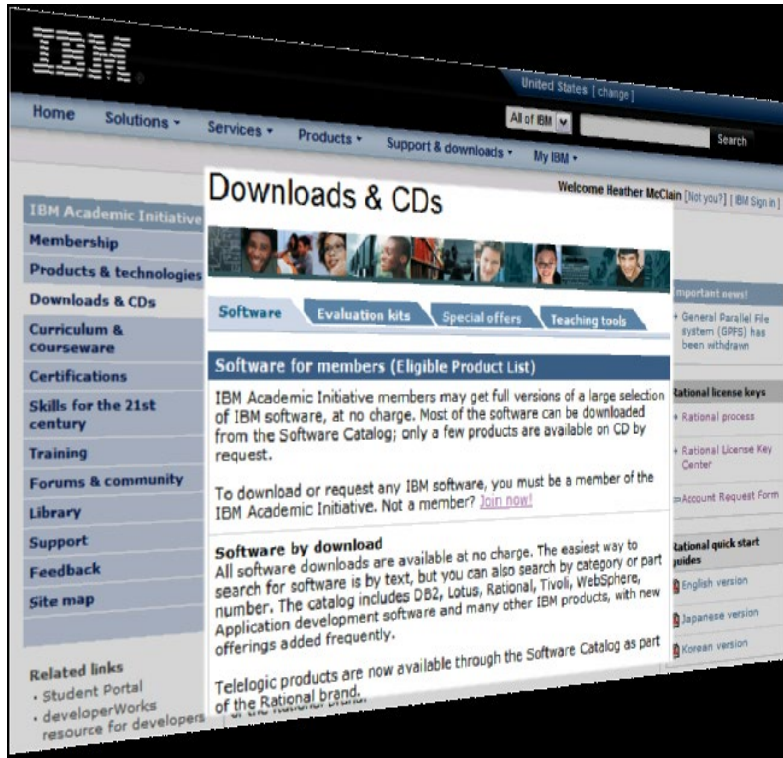 IBM
United States [ change ]
All of IBM
Search
Home
Solutions
Services
Products
Support & downloads
My IBM
Welcome Heather McClain [Not you?] [ IBM Sign in ]
IBM Academic Initiative
Membership
Products & technologies
Downloads & CDs
Curriculum &
courseware
Certifications
Skills for the 21st
century
Training
Forums & community
Library
Support
Feedback
Site map
Related links
· Student Portal
· developerWorks
resource for developers
Downloads & CDs
Software
Evaluation kits
Special offers
Teaching tools
Software for members (Eligible Product List)
IBM Academic Initiative members may get full versions of a large selection
of IBM software, at no charge. Most of the software can be downloaded
from the Software Catalog; only a few products are available on CD by
request.
To download or request any IBM software, you must be a member of the
IBM Academic Initiative. Not a member? Join now!
Software by download
All software downloads are available at no charge. The easiest way to
search for software is by text, but you can also search by category or part
number. The catalog includes DB2, Lotus, Rational, Tivoli, WebSphere,
Application development software and many other IBM products, with new
offerings added frequently.
Telelogic products are now available through the Software Catalog as part
of the Rational brand.
of the Rational brand.
Important news!
General Parallel File
system (GPFS) has
been withdrawn
Rational license keys
Rational process
Rational License Key
Center
Account Request Form
Rational quick start
guides
English version
Japanese version
Korean version